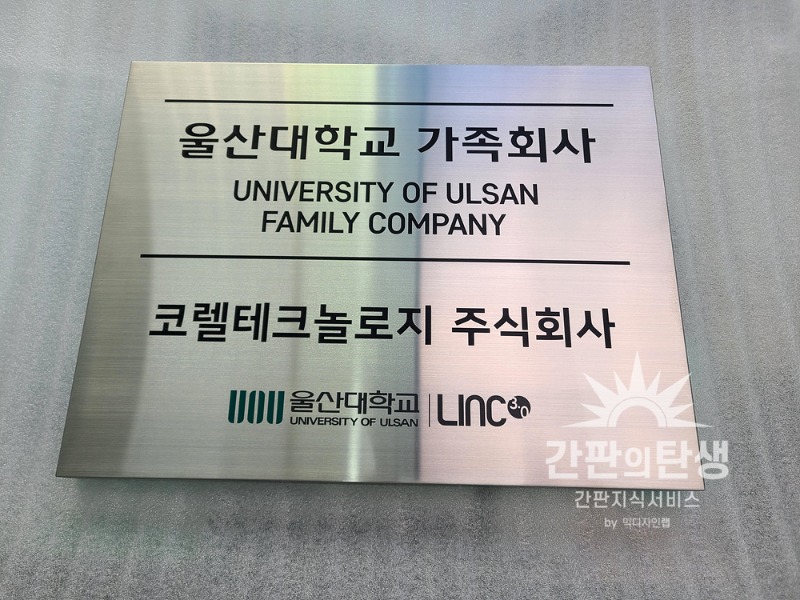 울산대학교 가족회사
UNIVERSITY OF ULSAN
FAMILY COMPANY
코렐테크놀로지 주식회사
UOU 울산대학교 UNIVERSITY OF ULSAN LINC 3.0
간판의탄생
간판지식서비스
by 믹디자인랩